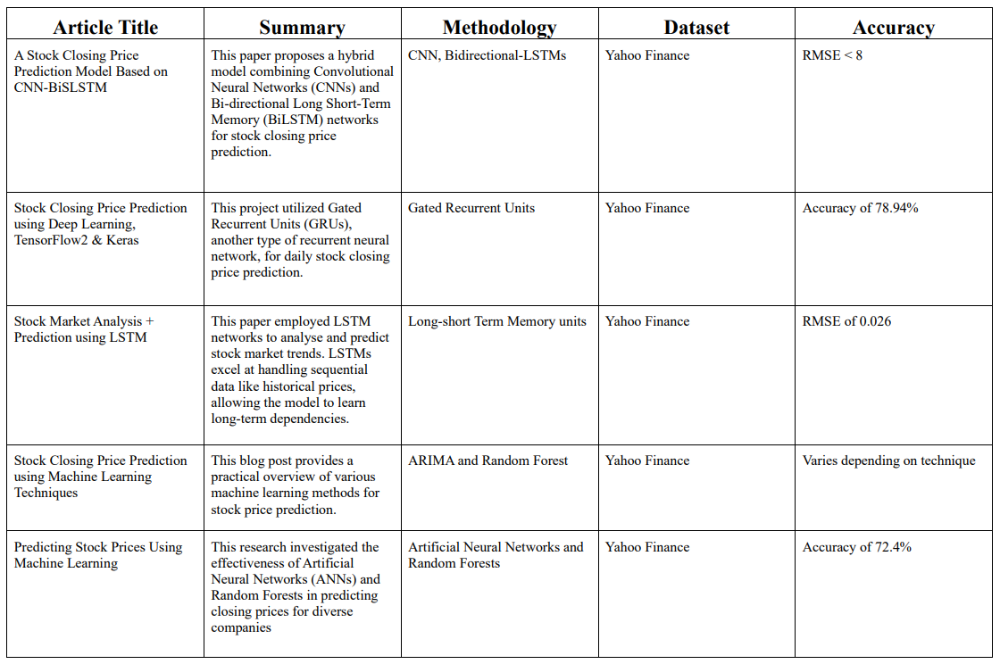 Article Title
Summary
Methodology
Dataset
Accuracy
A Stock Closing Price
Prediction Model Based on
CNN-BiSLSTM
This paper proposes a hybrid
model combining Convolutional
Neural Networks (CNNs) and
Bi-directional Long Short-Term
Memory (BiLSTM) networks
for stock closing price
prediction.
CNN, Bidirectional-LSTMs
Yahoo Finance
RMSE < 8
Stock Closing Price Prediction
using Deep Learning,
TensorFlow2 & Keras
This project utilized Gated
Recurrent Units (GRUs),
another type of recurrent neural
network, for daily stock closing
price prediction.
Gated Recurrent Units
Yahoo Finance
Accuracy of 78.94%
Stock Market Analysis +
Prediction using LSTM
This paper employed LSTM
networks to analyse and predict
stock market trends. LSTMs
excel at handling sequential
data like historical prices,
allowing the model to learn
long-term dependencies.
Long-short Term Memory units
Yahoo Finance
RMSE of 0.026
Stock Closing Price Prediction
using Machine Learning
Techniques
This blog post provides a
practical overview of various
machine learning methods for
stock price prediction.
ARIMA and Random Forest
Yahoo Finance
Varies depending on technique
Predicting Stock Prices Using
Machine Learning
This research investigated the
effectiveness of Artificial
Neural Networks (ANNs) and
Random Forests in predicting
closing prices for diverse
companies
Artificial Neural Networks and
Random Forests
Yahoo Finance
Accuracy of 72.4%